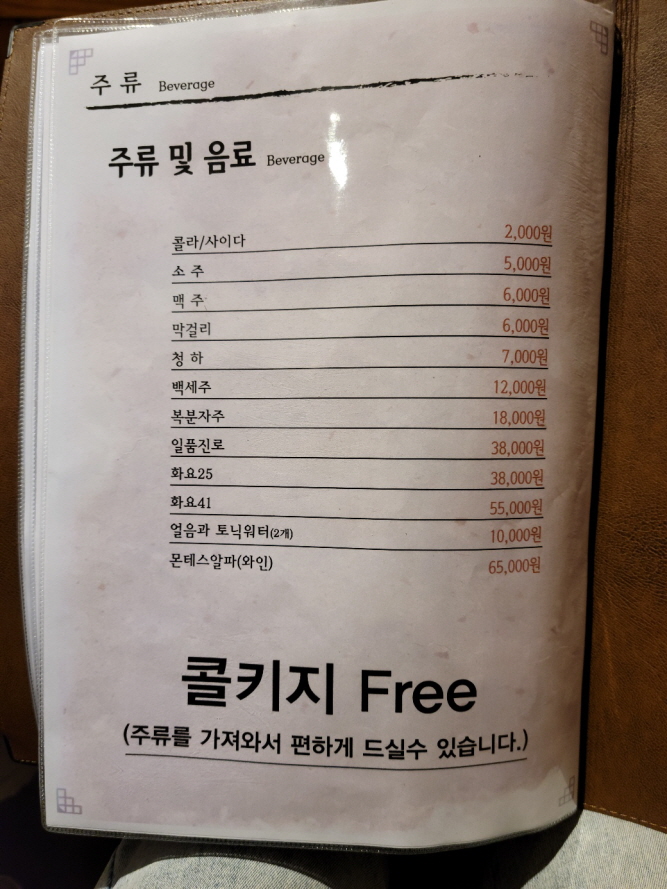 주 류 Beverage
주류 및 음료 Beverage
콜라/사이다 2,000원
소 주 5,000원
맥 주 6,000원
막걸리 6,000원
청 하 7,000원
백세주 12,000원
복분자주 18,000원
일품진로 38,000원
화요25 38,000원
화요41 55,000원
얼음과 토닉워터(2개) 10,000원
몬테스알파(와인) 65,000원
콜키지 Free
(주류를 가져와서 편하게 드실수 있습니다.)